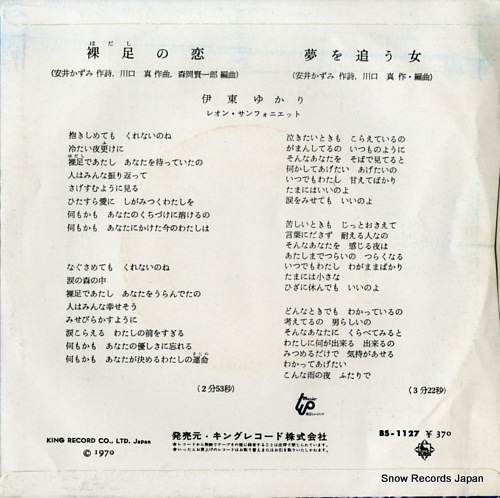 はだし
裸足の恋
(安井かずみ 作詩, 川口 真 作曲, 森岡賢一郎 編曲)
夢を追う女
(安井かずみ 作詩, 川口 真 作・編曲)
伊東ゆかり
レオン・サンフォニエット
抱きしめても くれないのね
冷たい夜更けに
裸足であたし あなたを待っていたの
人はみんな振り返って
さげすむように見る
ひたすら愛に しがみつくわたしを
何もかも あなたのくちづけに溶けるの
何もかも あなたにかけた今のわたしは
なぐさめても くれないのね
涙の森の中
裸足であたし あなたをうらんでたの
人はみんな幸せそう
みせびらかすように
涙こらえる わたしの前をすぎる
何もかも あなたの優しさに忘れる
何もかも あなたが決めるわたしの運命
(2分53秒)
泣きたいときも こらえているの
がまんしてるの いつものように
そんなあなたを そばで見てると
何かしてあげたい あげたいの
いつでもわたし 甘えてばかり
たまにはいいのよ
涙をみせても いいのよ
苦しいときも じっとおさえて
言葉にださず 耐える人なの
そんなあなたを 感じる夜は
あたしまでつらいの つらくなる
いつでもわたし わがままばかり
たまには小さな
ひざに休んでも いいのよ
どんなときでも わかっているの
考えてるの 男らしいの
そんなあなたに くらべてみると
わたしに何が出来る 出来るの
みつめるだけで 気持があせる
わかってあげたい
こんな雨の夜 ふたりで
(3分22秒)
KING RECORD CO., LTD. Japan
© 1970
発売元・キングレコード株式会社
BS-1127 ¥370
Snow Records Japan